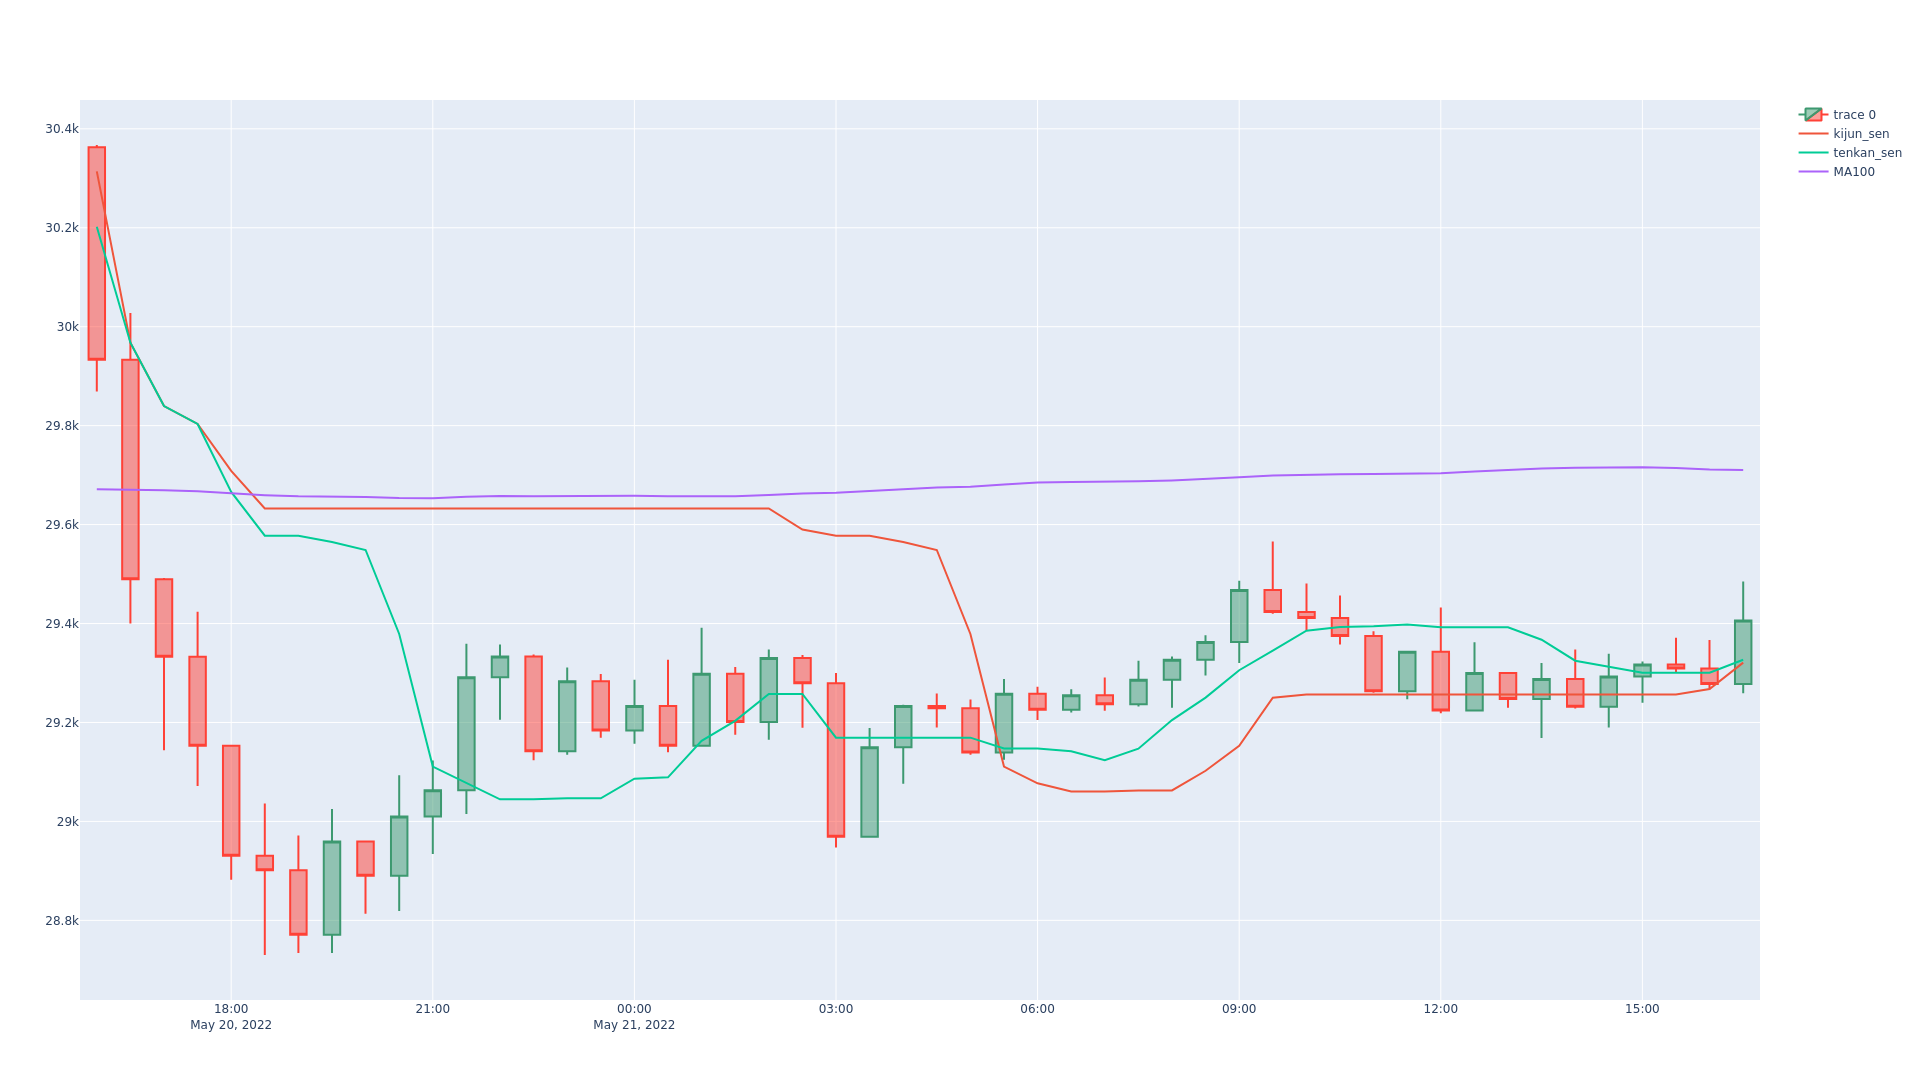 30.4k
30.2k
30k
29.8k
29.6k
29.4k
29.2k
29k
28.8k
18:00
May 20, 2022
21:00
00:00
May 21, 2022
03:00
06:00
09:00
12:00
15:00
trace 0
kijun_sen
tenkan_sen
MA100